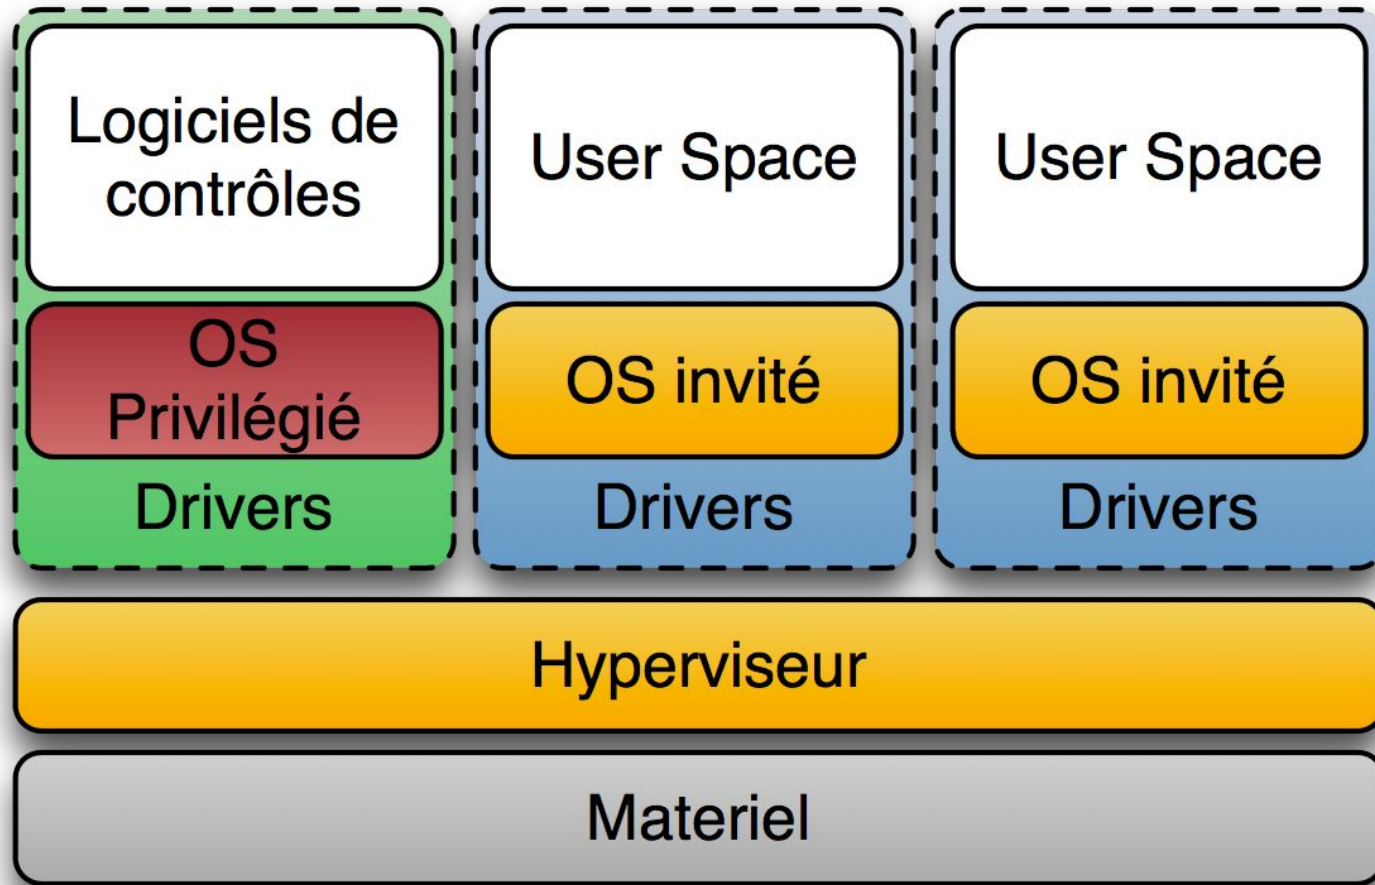 Logiciels de
contrôles
User Space
User Space
OS
Privilégié
OS invité
OS invité
Drivers
Drivers
Drivers
Hyperviseur
Materiel